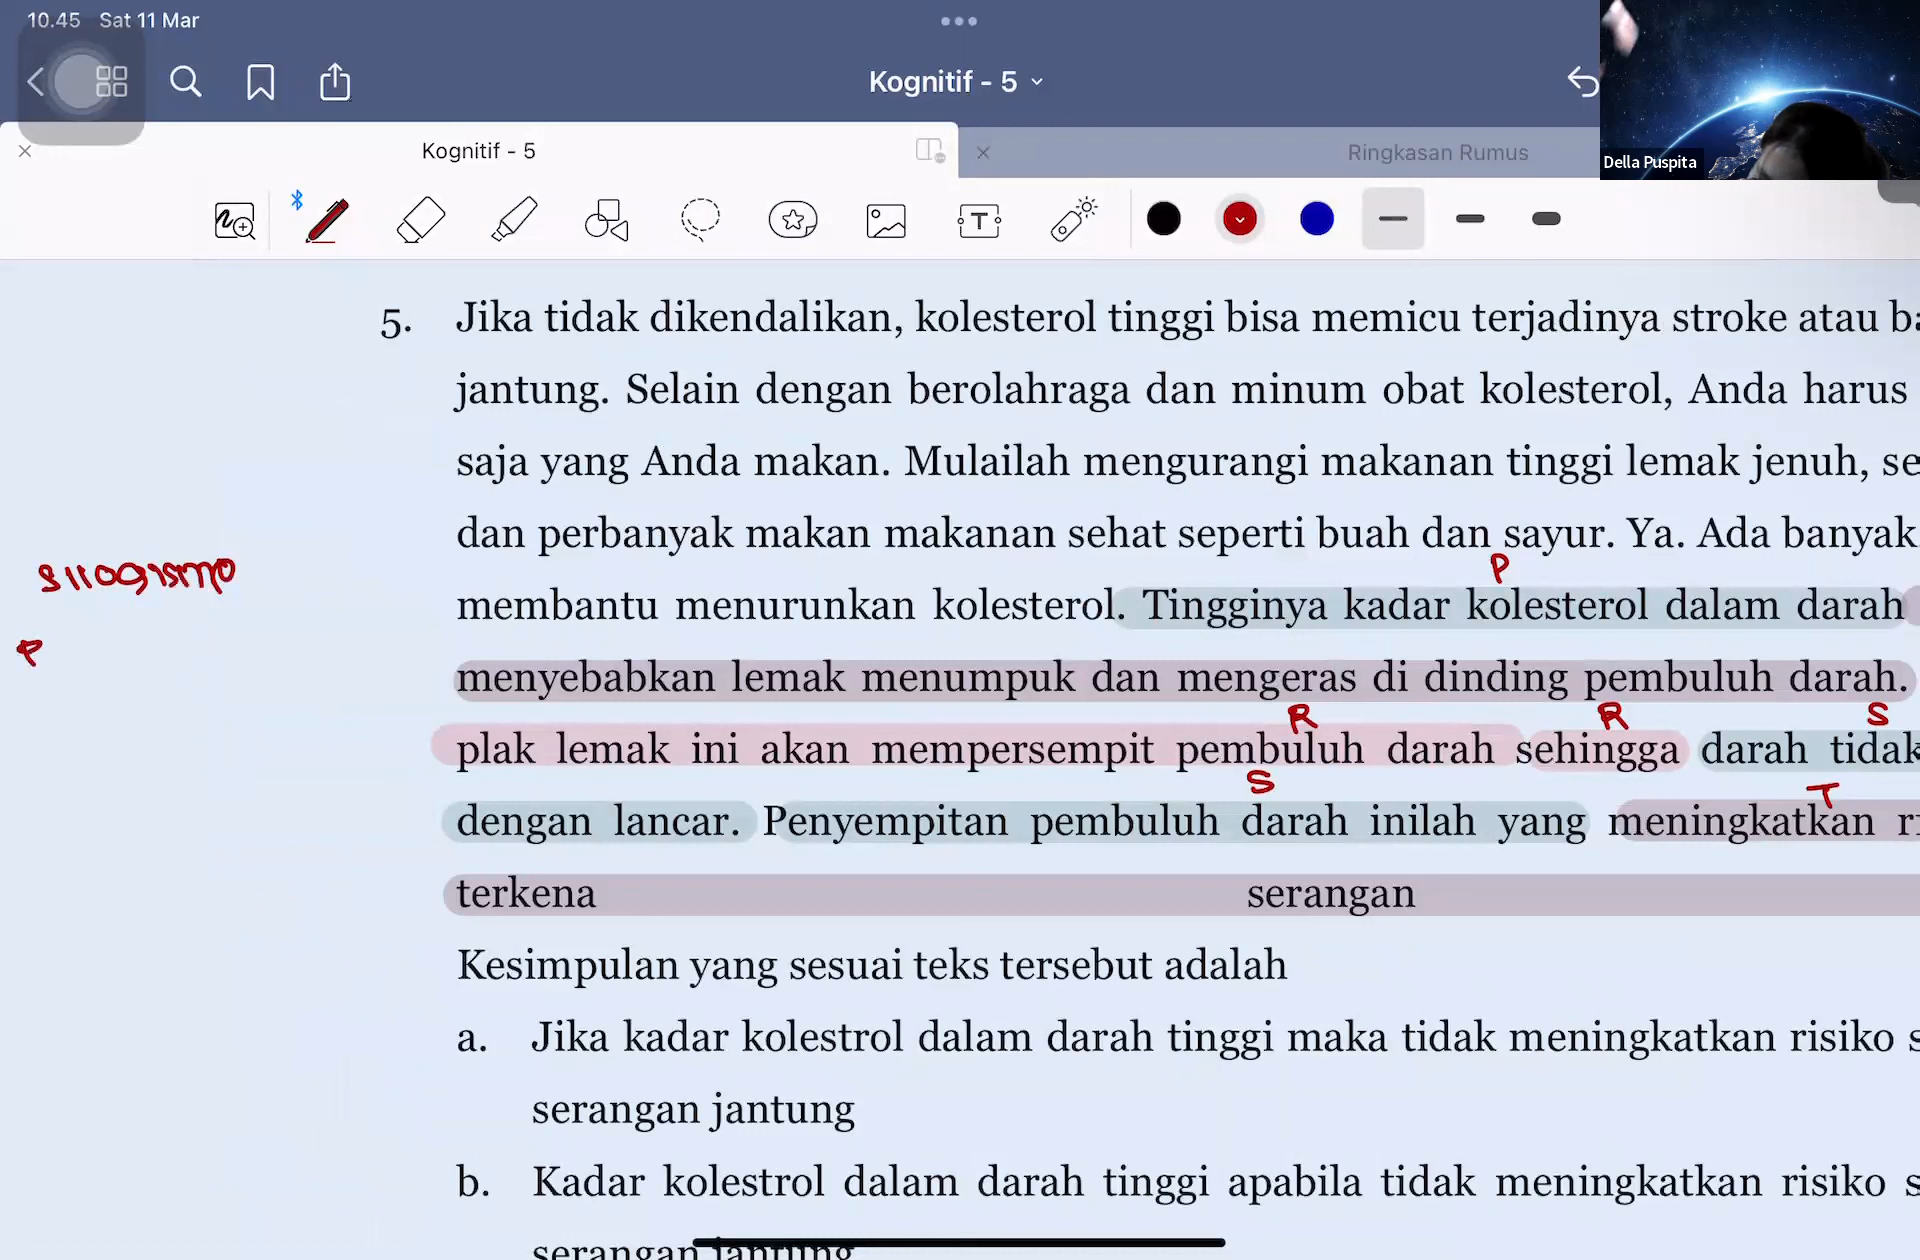 10.45 Sat 11 Mar
Kognitif - 5
Kognitif - 5
Ringkasan Rumus
Della Puspita
T
5. Jika tidak dikendalikan, kolesterol tinggi bisa memicu terjadinya stroke atau
jantung. Selain dengan berolahraga dan minum obat kolesterol, Anda harus
saja yang Anda makan. Mulailah mengurangi makanan tinggi lemak jenuh,
dan perbanyak makan makanan sehat seperti buah dan sayur. Ya. Ada banyak
silogisme
P
membantu menurunkan kolesterol. Tingginya kadar kolesterol dalam darah
P
menyebabkan lemak menumpuk dan mengeras di dinding pembuluh darah.
R R S
plak lemak ini akan mempersempit pembuluh darah sehingga darah tidak
S T
dengan lancar. Penyempitan pembuluh darah inilah yang meningkatkan
terkena serangan
Kesimpulan yang sesuai teks tersebut adalah
a. Jika kadar kolestrol dalam darah tinggi maka tidak meningkatkan risiko
serangan jantung
b. Kadar kolestrol dalam darah tinggi apabila tidak meningkatkan risiko
serangan jantung